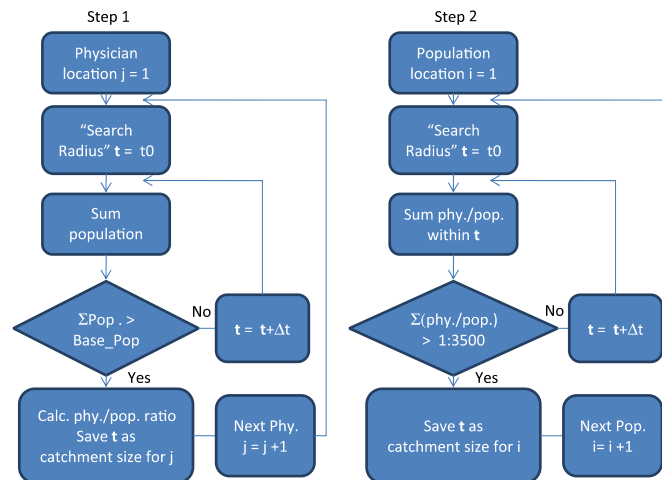 Step 1
Physician
location j = 1
“Search
Radius” t = t0
Sum
population
ΣPop . >
Base_Pop
No
t = t+Δt
Yes
Calc. phy./pop. ratio
Save t as
catchment size for j
Next Phy.
j = j +1
Step 2
Population
location i = 1
“Search
Radius” t = t0
Sum phy./pop.
within t
Σ(phy./pop.)
> 1:3500
No
t = t+Δt
Yes
Save t as
catchment size for i
Next Pop.
i= i +1